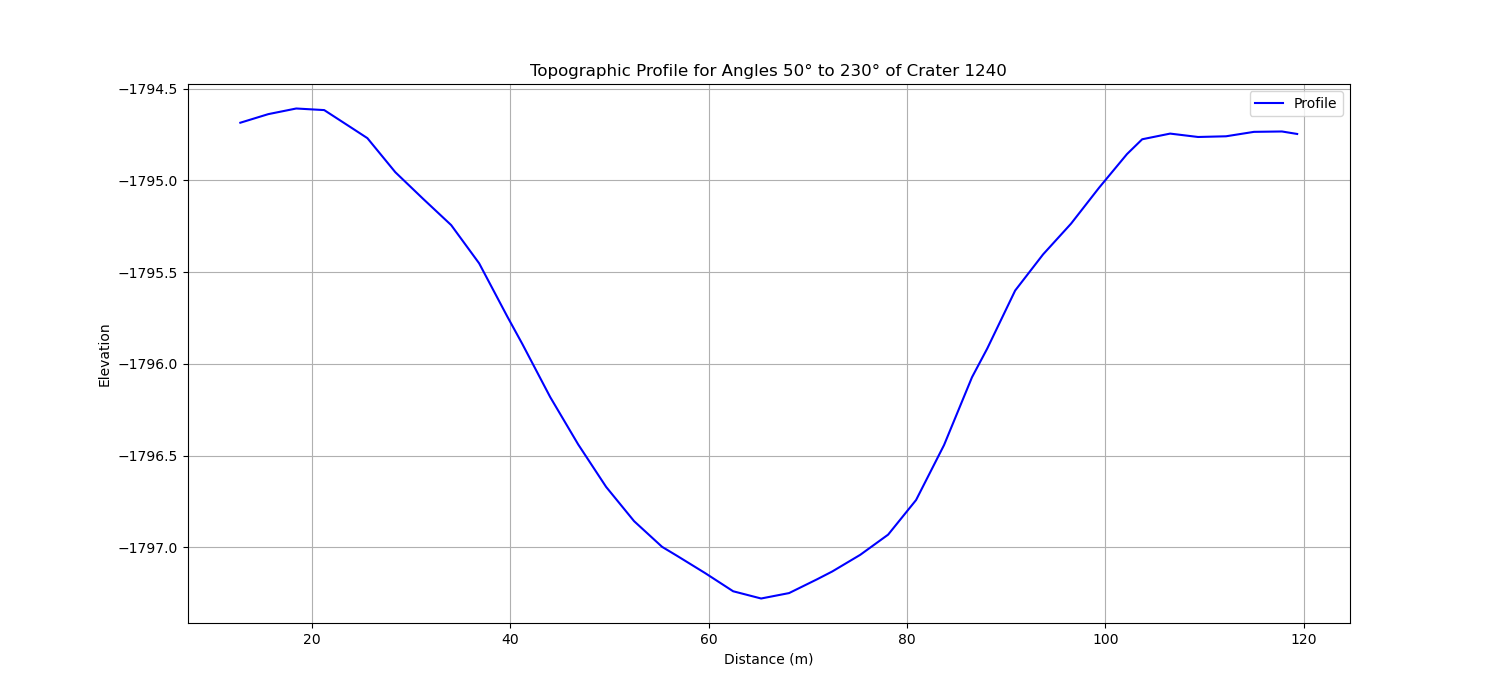 Topographic Profile for Angles 50° to 230° of Crater 1240
Profile
−1794.5
−1795.0
−1795.5
−1796.0
−1796.5
−1797.0
Elevation
20 40 60 80 100 120
Distance (m)